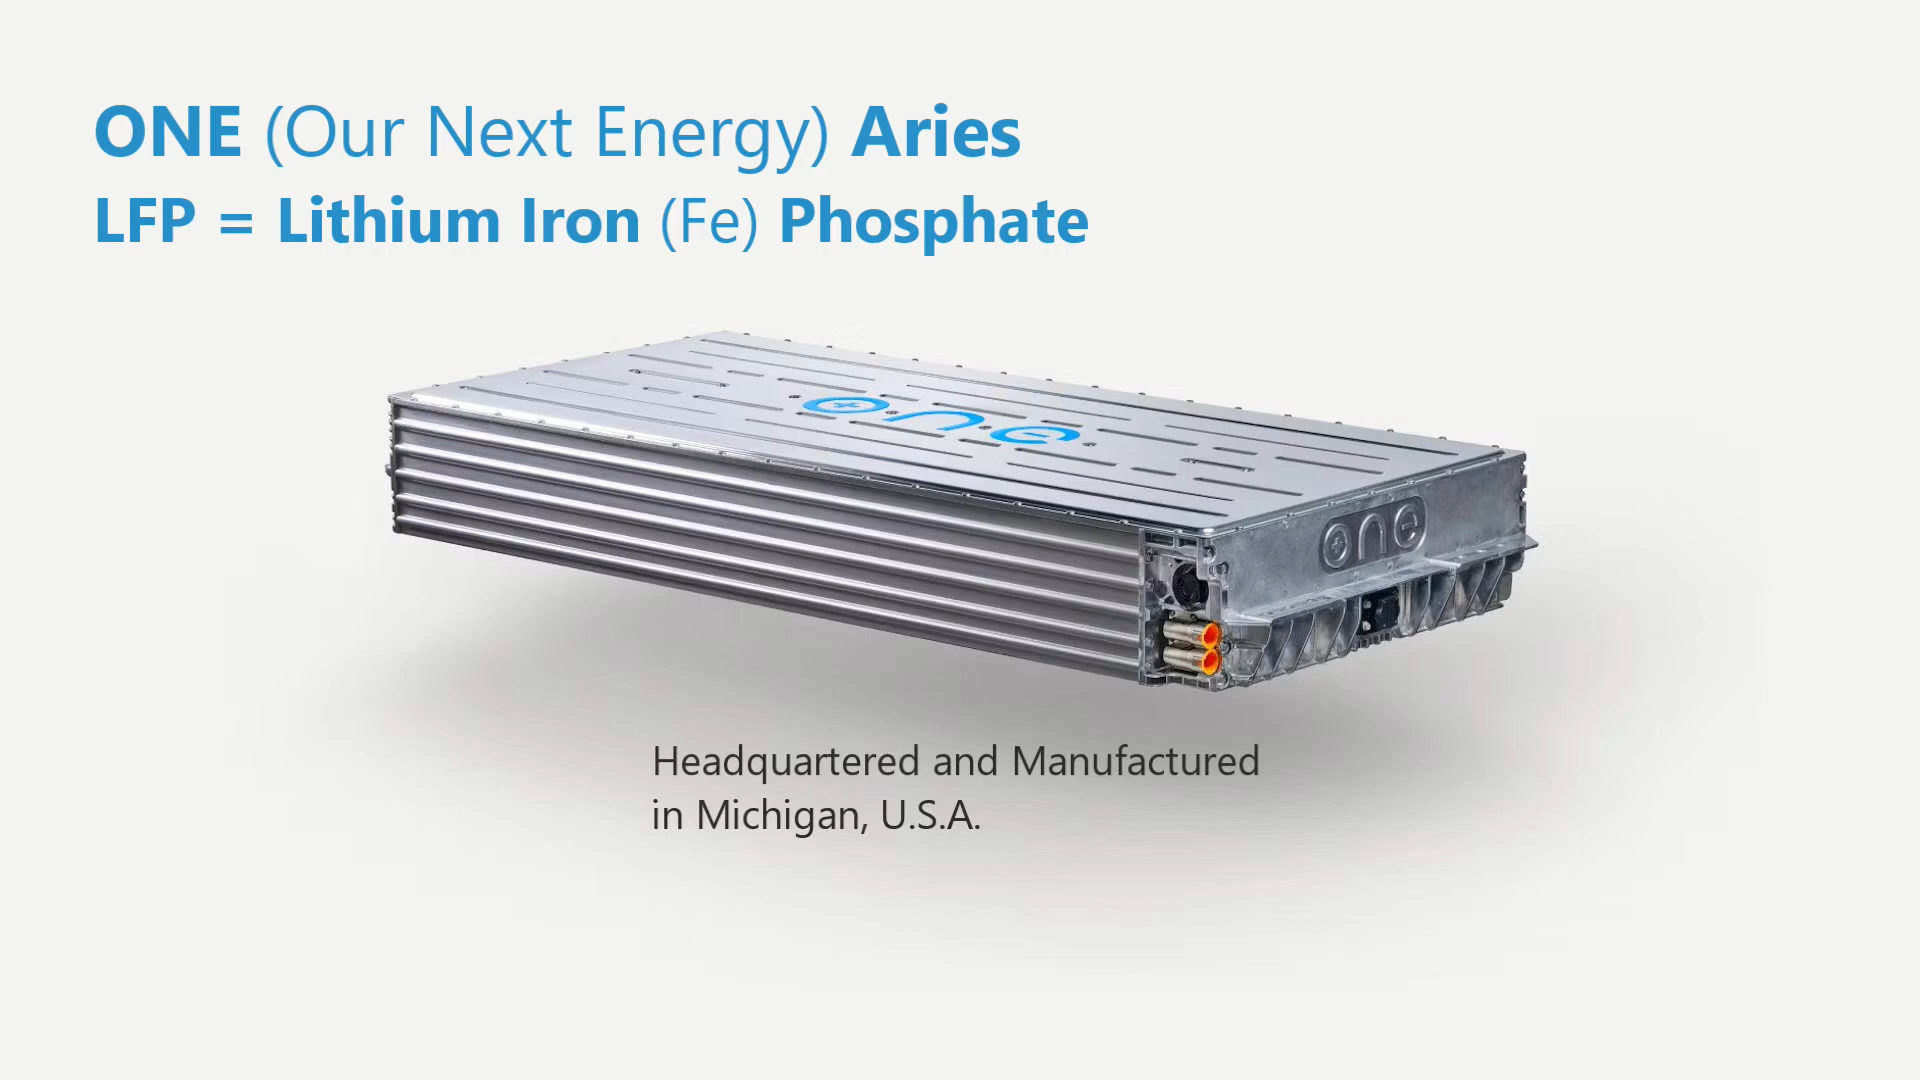 ONE (Our Next Energy) Aries
LFP = Lithium Iron (Fe) Phosphate
one
one
Headquartered and Manufactured
in Michigan, U.S.A.